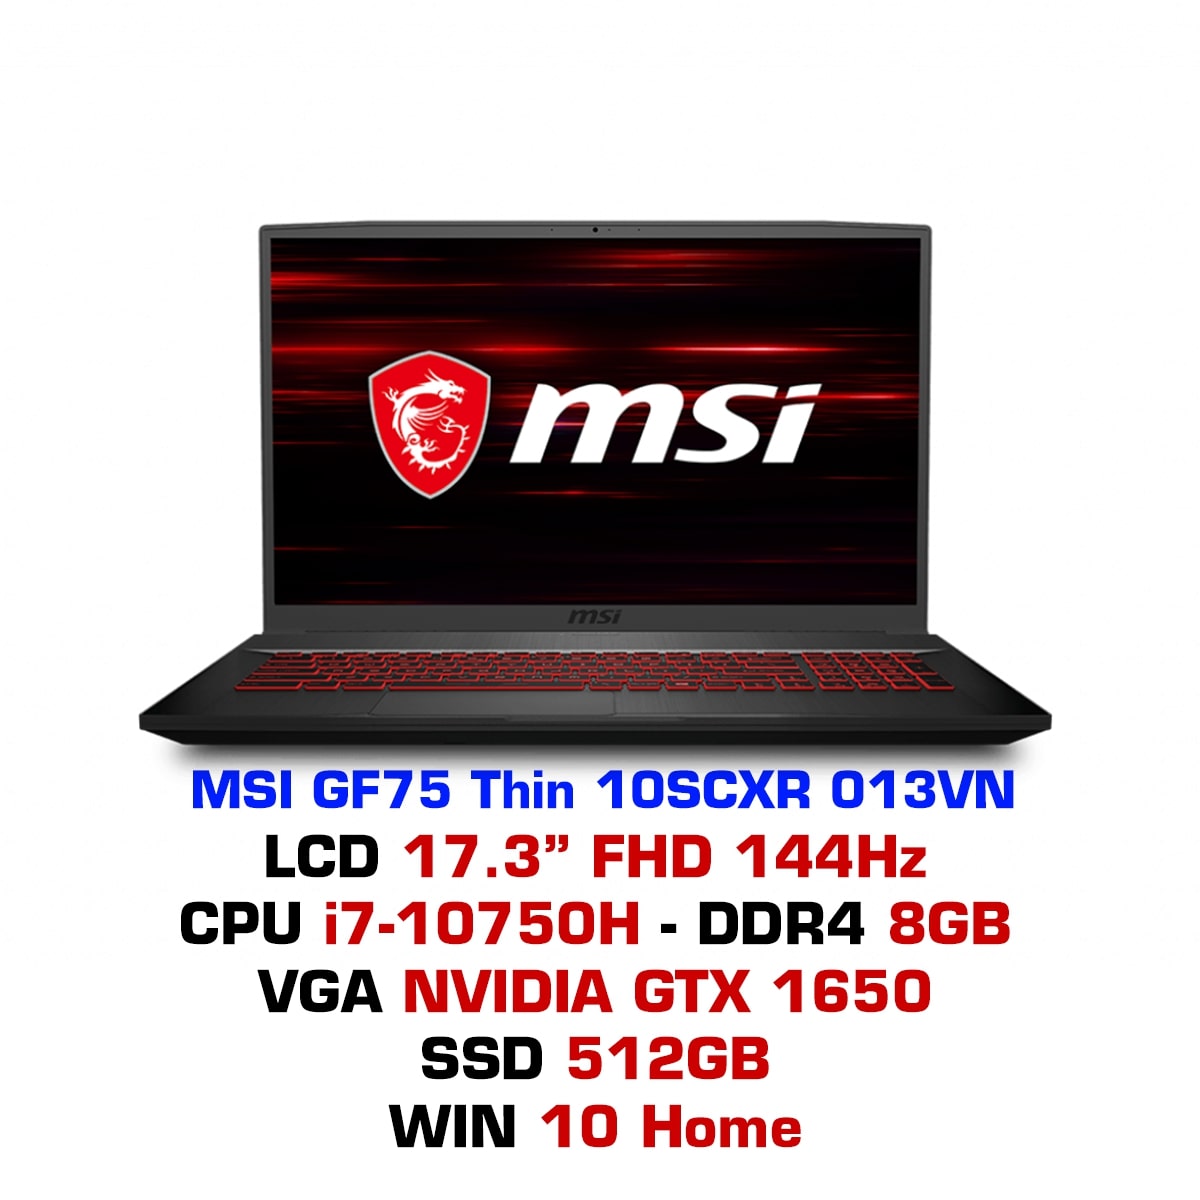 msi
msi
MSI GF75 Thin 10SCXR 013VN
LCD 17.3” FHD 144Hz
CPU i7-10750H - DDR4 8GB
VGA NVIDIA GTX 1650
SSD 512GB
WIN 10 Home